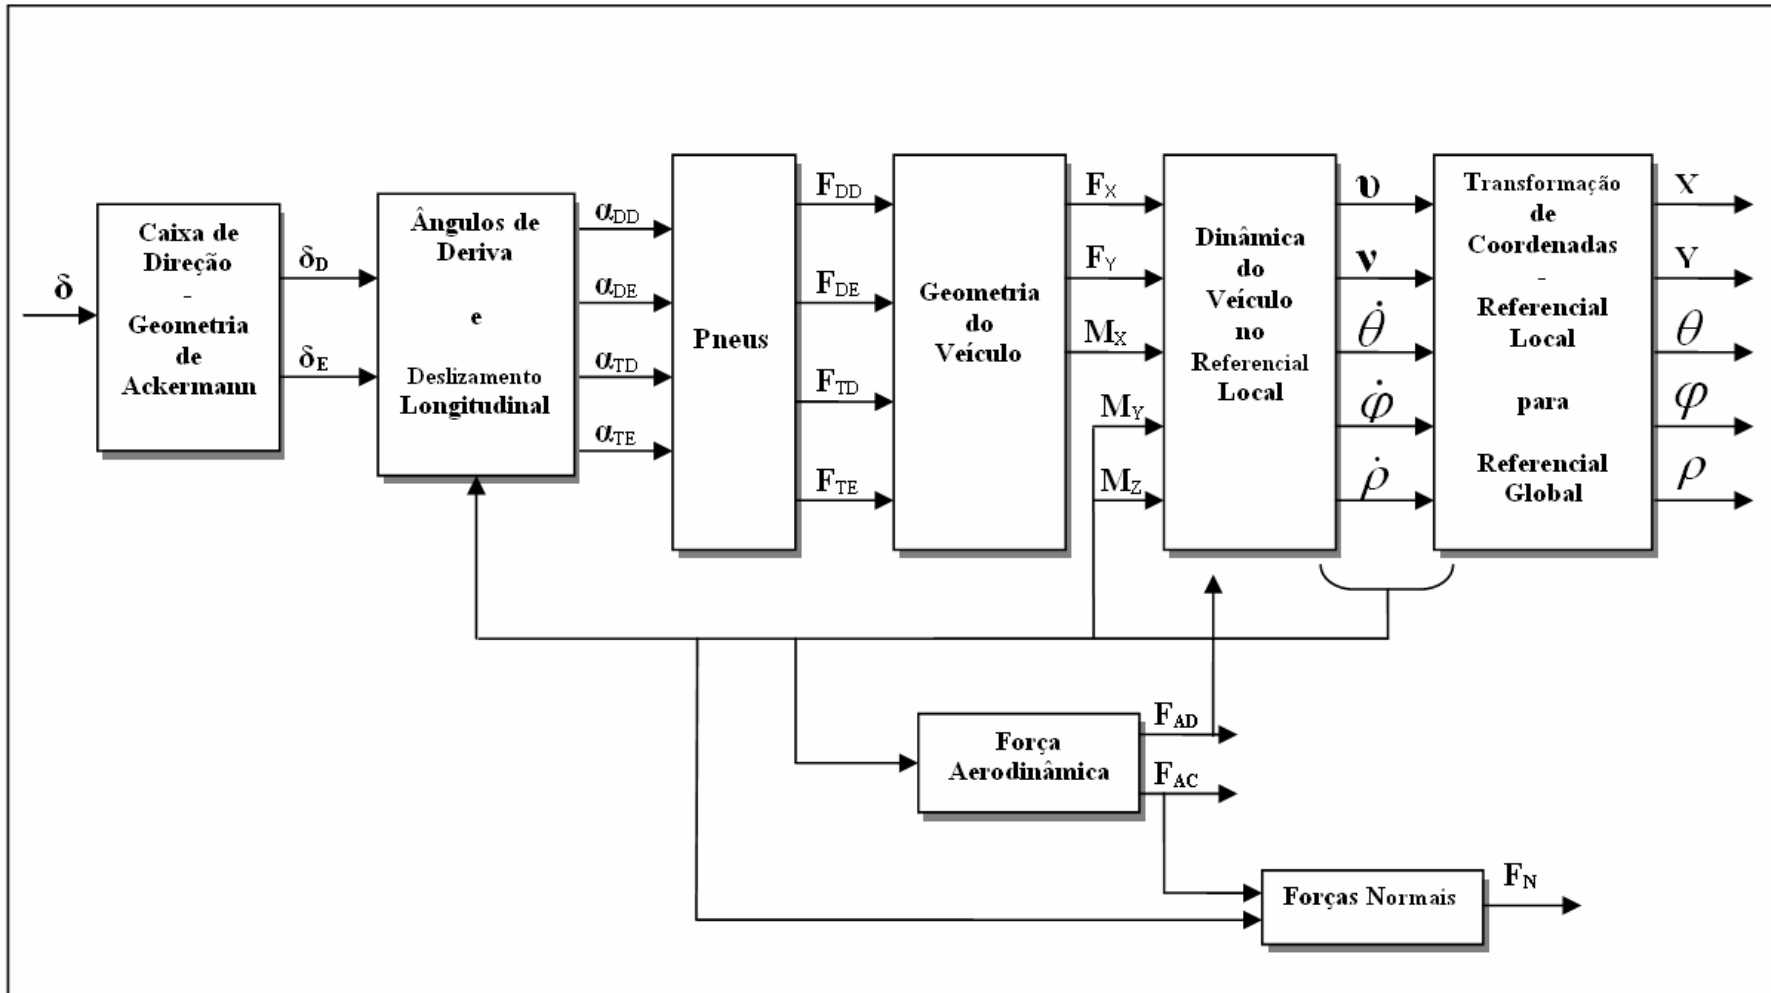 δ
Caixa de
Direção
-
Geometria
de
Ackermann
δD
δE
Ângulos de
Deriva
e
Deslizamento
Longitudinal
αDD
αDE
αTD
αTE
Pneus
FDD
FDE
FTD
FTE
Geometria
do
Veículo
FX
FY
MX
MY
MZ
Dinâmica
do
Veículo
no
Referencial
Local
υ
ν
θ̇
φ̇
ρ̇
Transformação
de
Coordenadas
-
Referencial
Local
para
Referencial
Global
X
Y
θ
φ
ρ
Força
Aerodinâmica
FAD
FAC
Forças Normais
FN